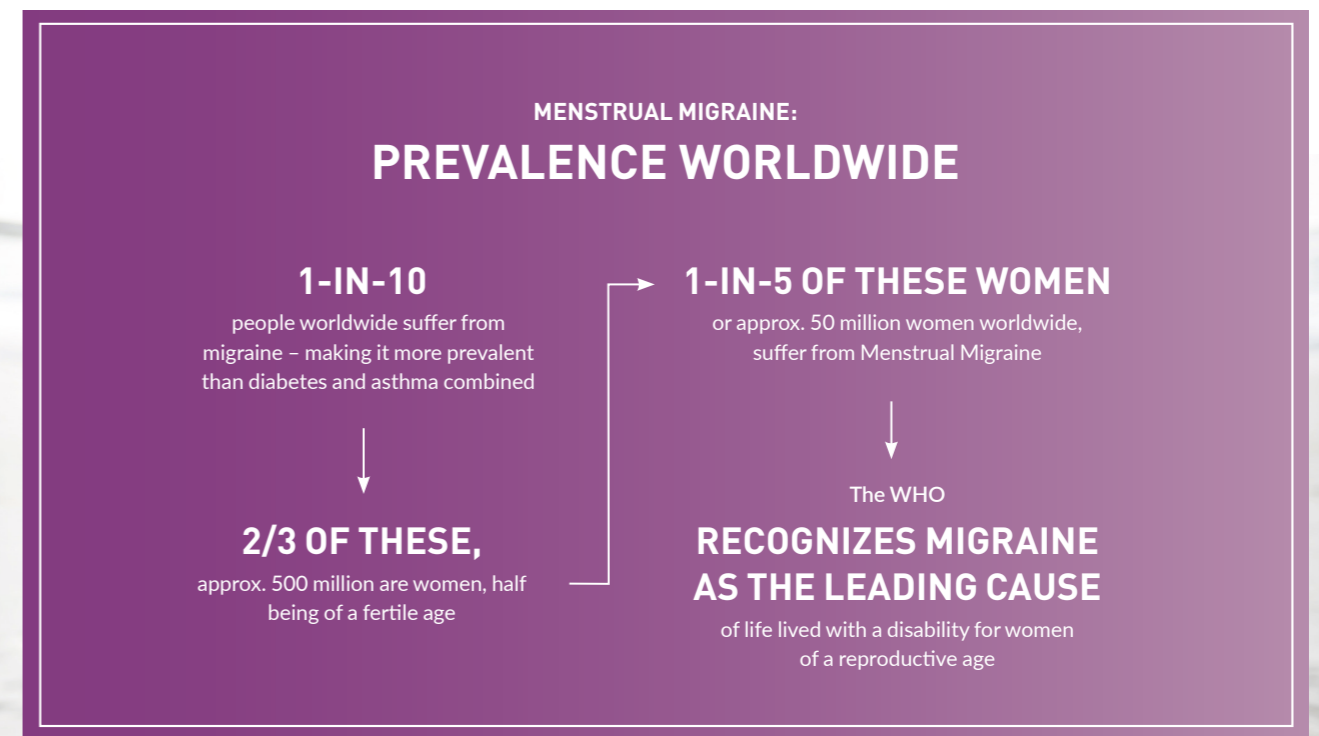 MENSTRUAL MIGRAINE:
PREVALENCE WORLDWIDE
1-IN-10
people worldwide suffer from
migraine – making it more prevalent
than diabetes and asthma combined
2/3 OF THESE,
approx. 500 million are women, half
being of a fertile age
1-IN-5 OF THESE WOMEN
or approx. 50 million women worldwide,
suffer from Menstrual Migraine
The WHO
RECOGNIZES MIGRAINE
AS THE LEADING CAUSE
of life lived with a disability for women
of a reproductive age